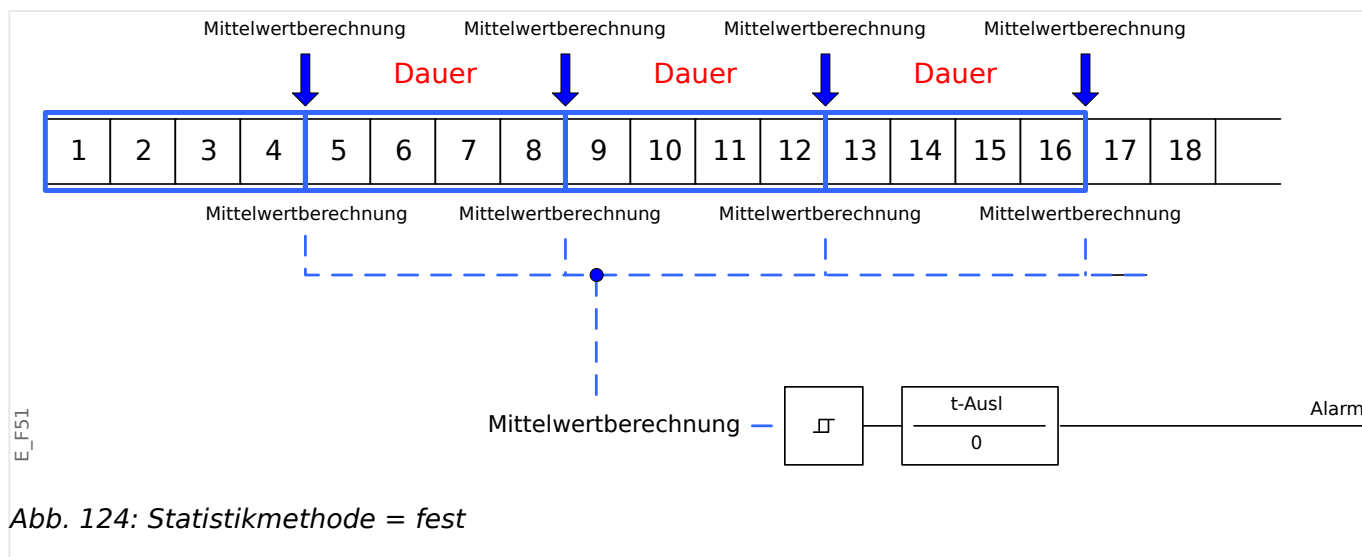 Mittelwertberechnung Mittelwertberechnung Mittelwertberechnung Mittelwertberechnung
Dauer Dauer Dauer
1 2 3 4 5 6 7 8 9 10 11 12 13 14 15 16 17 18
Mittelwertberechnung Mittelwertberechnung Mittelwertberechnung Mittelwertberechnung
t-Ausl
Alarm
Mittelwertberechnung
0
E_F51
Abb. 124: Statistikmethode = fest